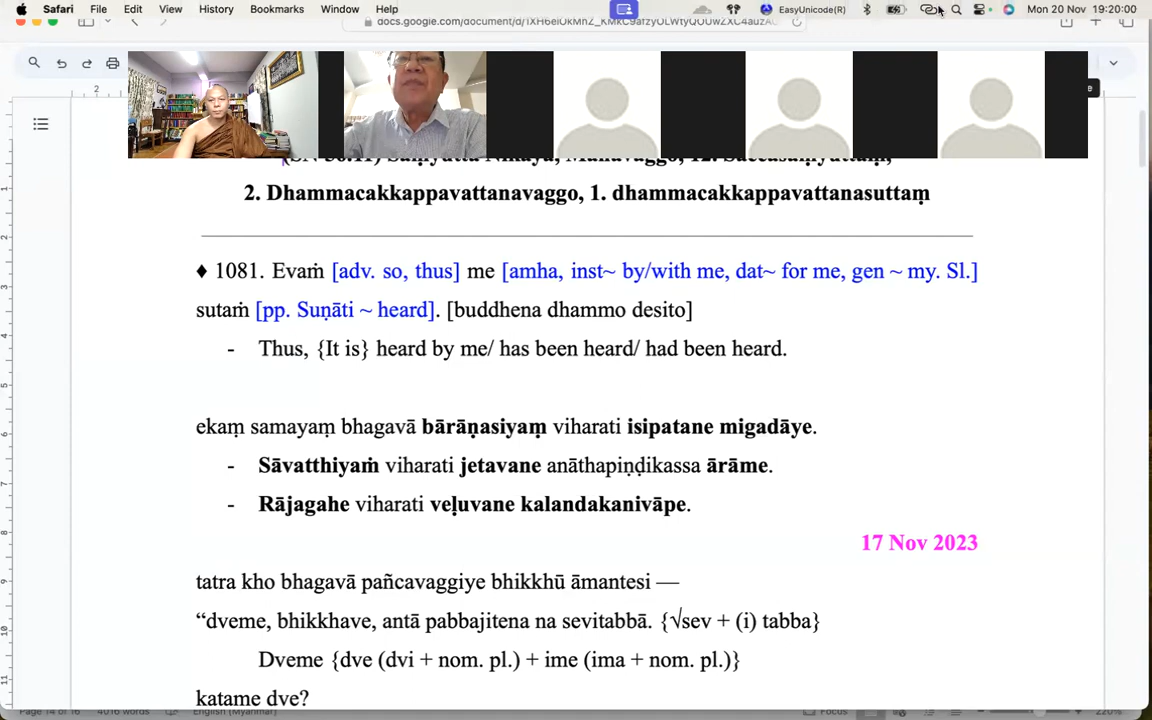 Safari File Edit View History Bookmarks Window Help EasyUnicode(R) Mon 20 Nov 19:20:00
2
2. Dhammacakkappavattanavaggo, 1. dhammacakkappavattanasuttaṃ
♦ 1081. Evaṁ [adv. so, thus] me [amha, inst~ by/with me, dat~ for me, gen ~ my. Sl.]
sutaṁ [pp. Suṇāti ~ heard]. [buddhena dhammo desito]
- Thus, {It is} heard by me/ has been heard/ had been heard.
ekaṃ samayaṃ bhagavā bārāṇasiyaṃ viharati isipatane migadāye.
- Sāvatthiyaṁ viharati jetavane anāthapiṇḍikassa ārāme.
- Rājagahe viharati veḷuvane kalandakanivāpe.
17 Nov 2023
tatra kho bhagavā pañcavaggiye bhikkhū āmantesi —
“dveme, bhikkhave, antā pabbajitena na sevitabbā. {√sev + (i) tabba}
Dveme {dve (dvi + nom. pl.) + ime (ima + nom. pl.)}
katame dve?